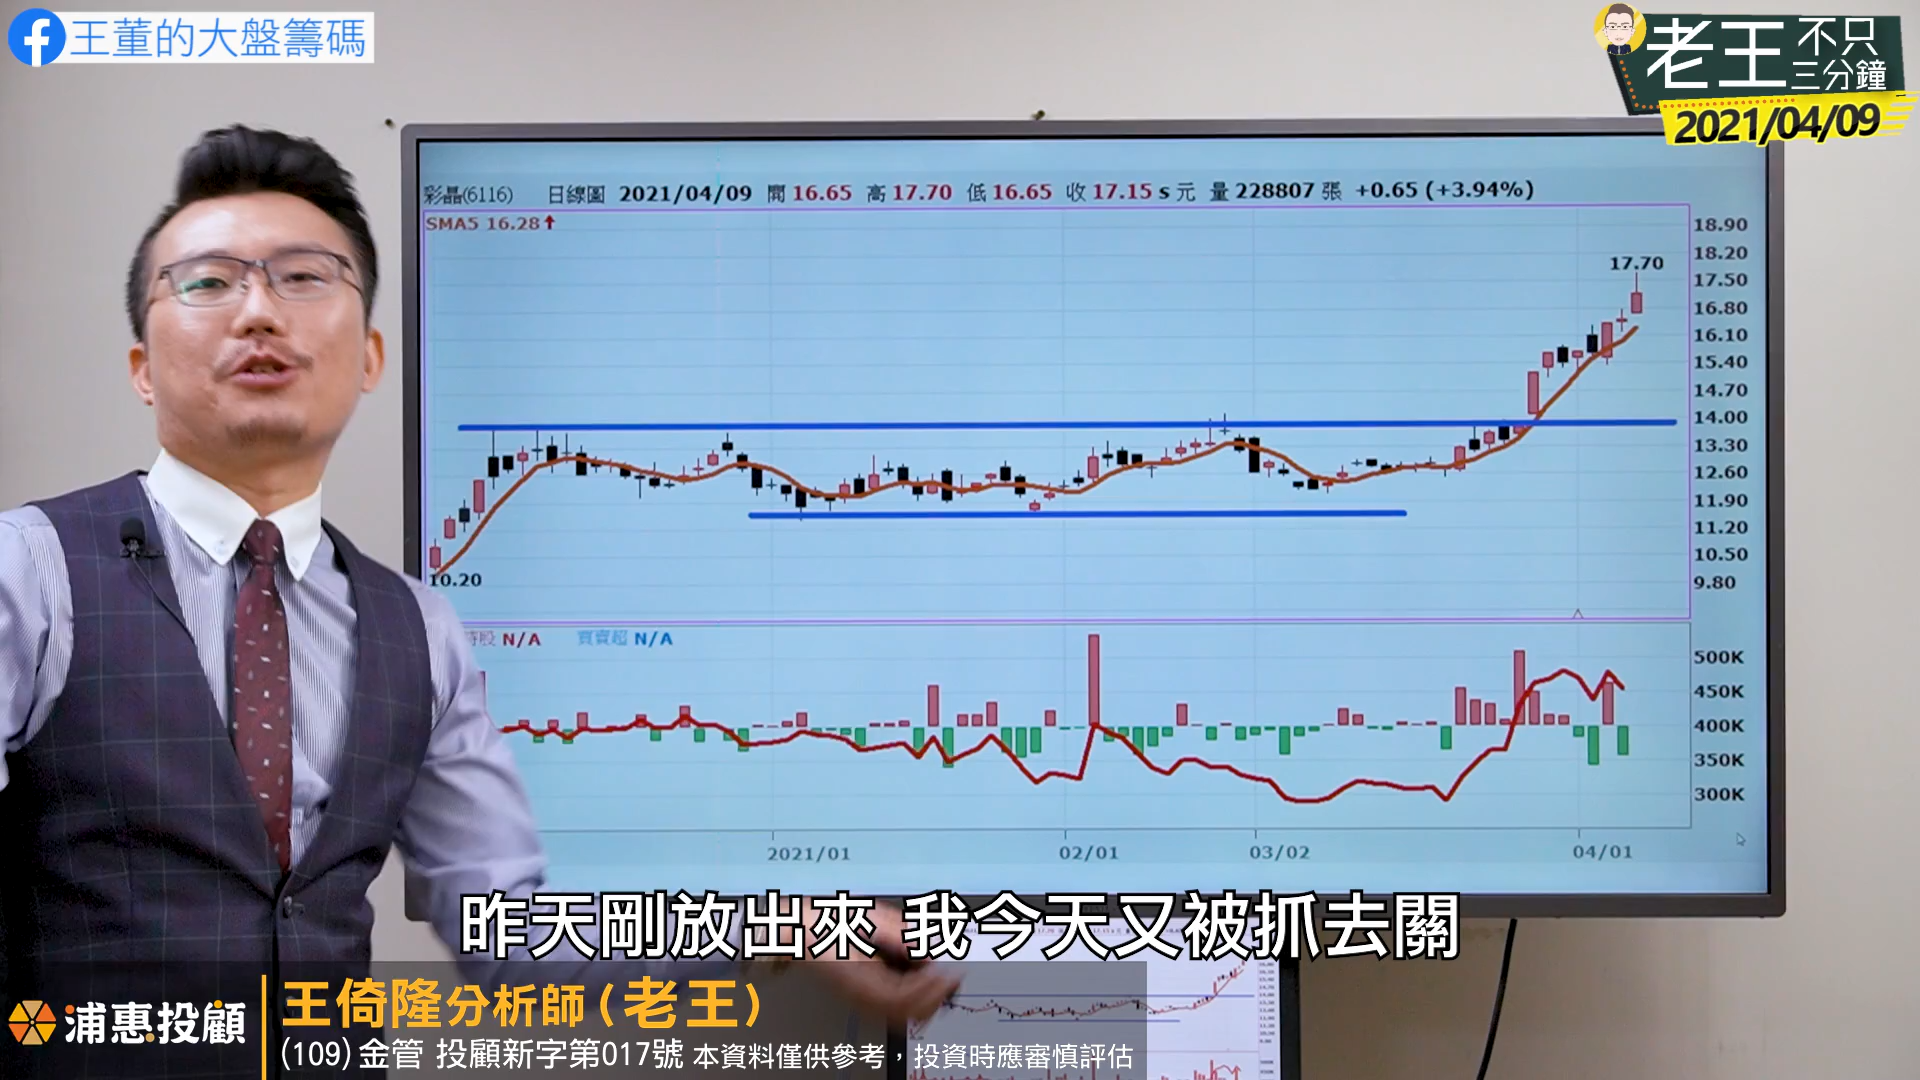 王董的大盤籌碼
老王不只三分鐘
2021/04/09
彩晶(6116) 日線圖 2021/04/09 開 16.65 高 17.70 低 16.65 收 17.15 s 元 量 228807 張 +0.65 (+3.94%)
SMA5 16.28↑
18.90
18.20
17.70
17.50
16.80
16.10
15.40
14.70
14.00
13.30
12.60
11.90
11.20
10.50
10.20
9.80
持股 N/A 買賣超 N/A
500K
450K
400K
350K
300K
2021/01 02/01 03/02 04/01
昨天剛放出來 我今天又被抓去關
浦惠投顧
王倚隆分析師(老王)
(109) 金管 投顧新字第017號 本資料僅供參考，投資時應審慎評估